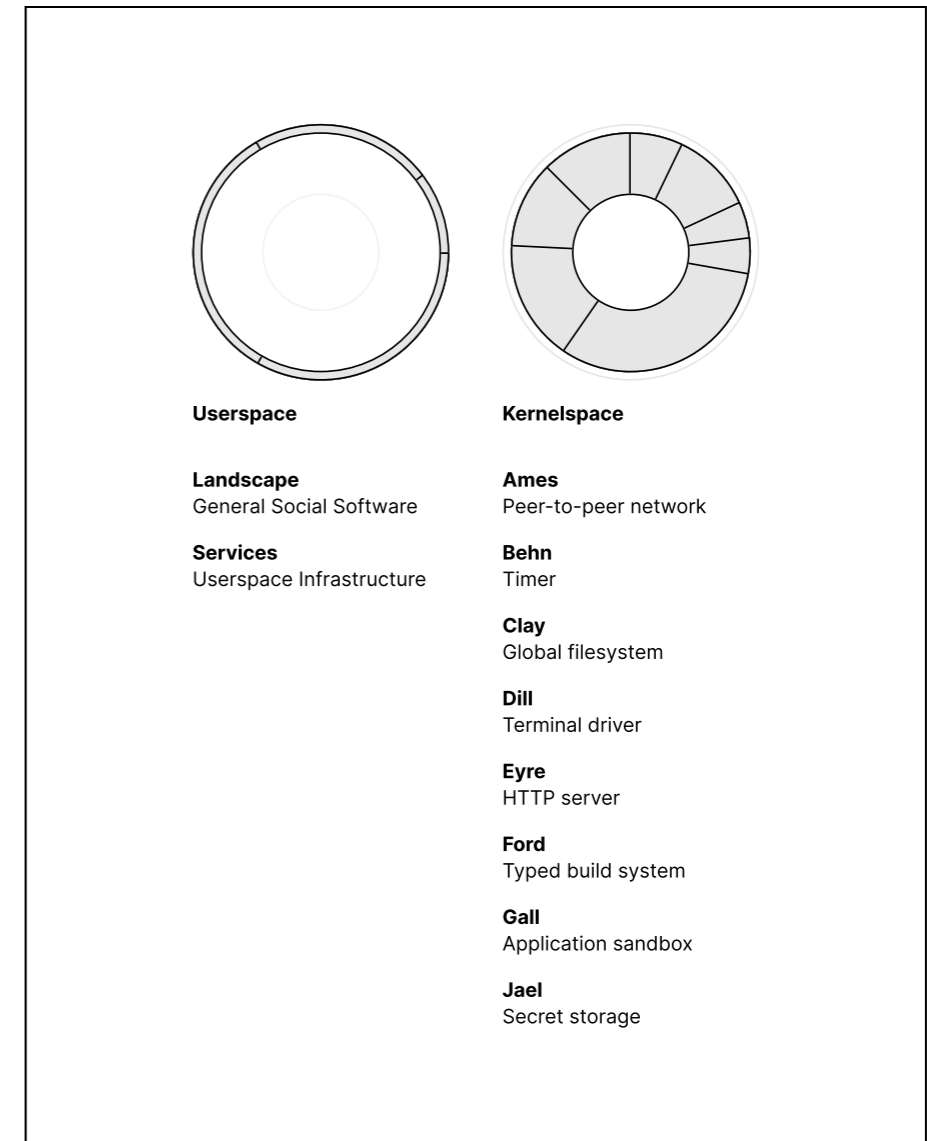 Userspace
Landscape
General Social Software
Services
Userspace Infrastructure
Kernelspace
Ames
Peer-to-peer network
Behn
Timer
Clay
Global filesystem
Dill
Terminal driver
Eyre
HTTP server
Ford
Typed build system
Gall
Application sandbox
Jael
Secret storage